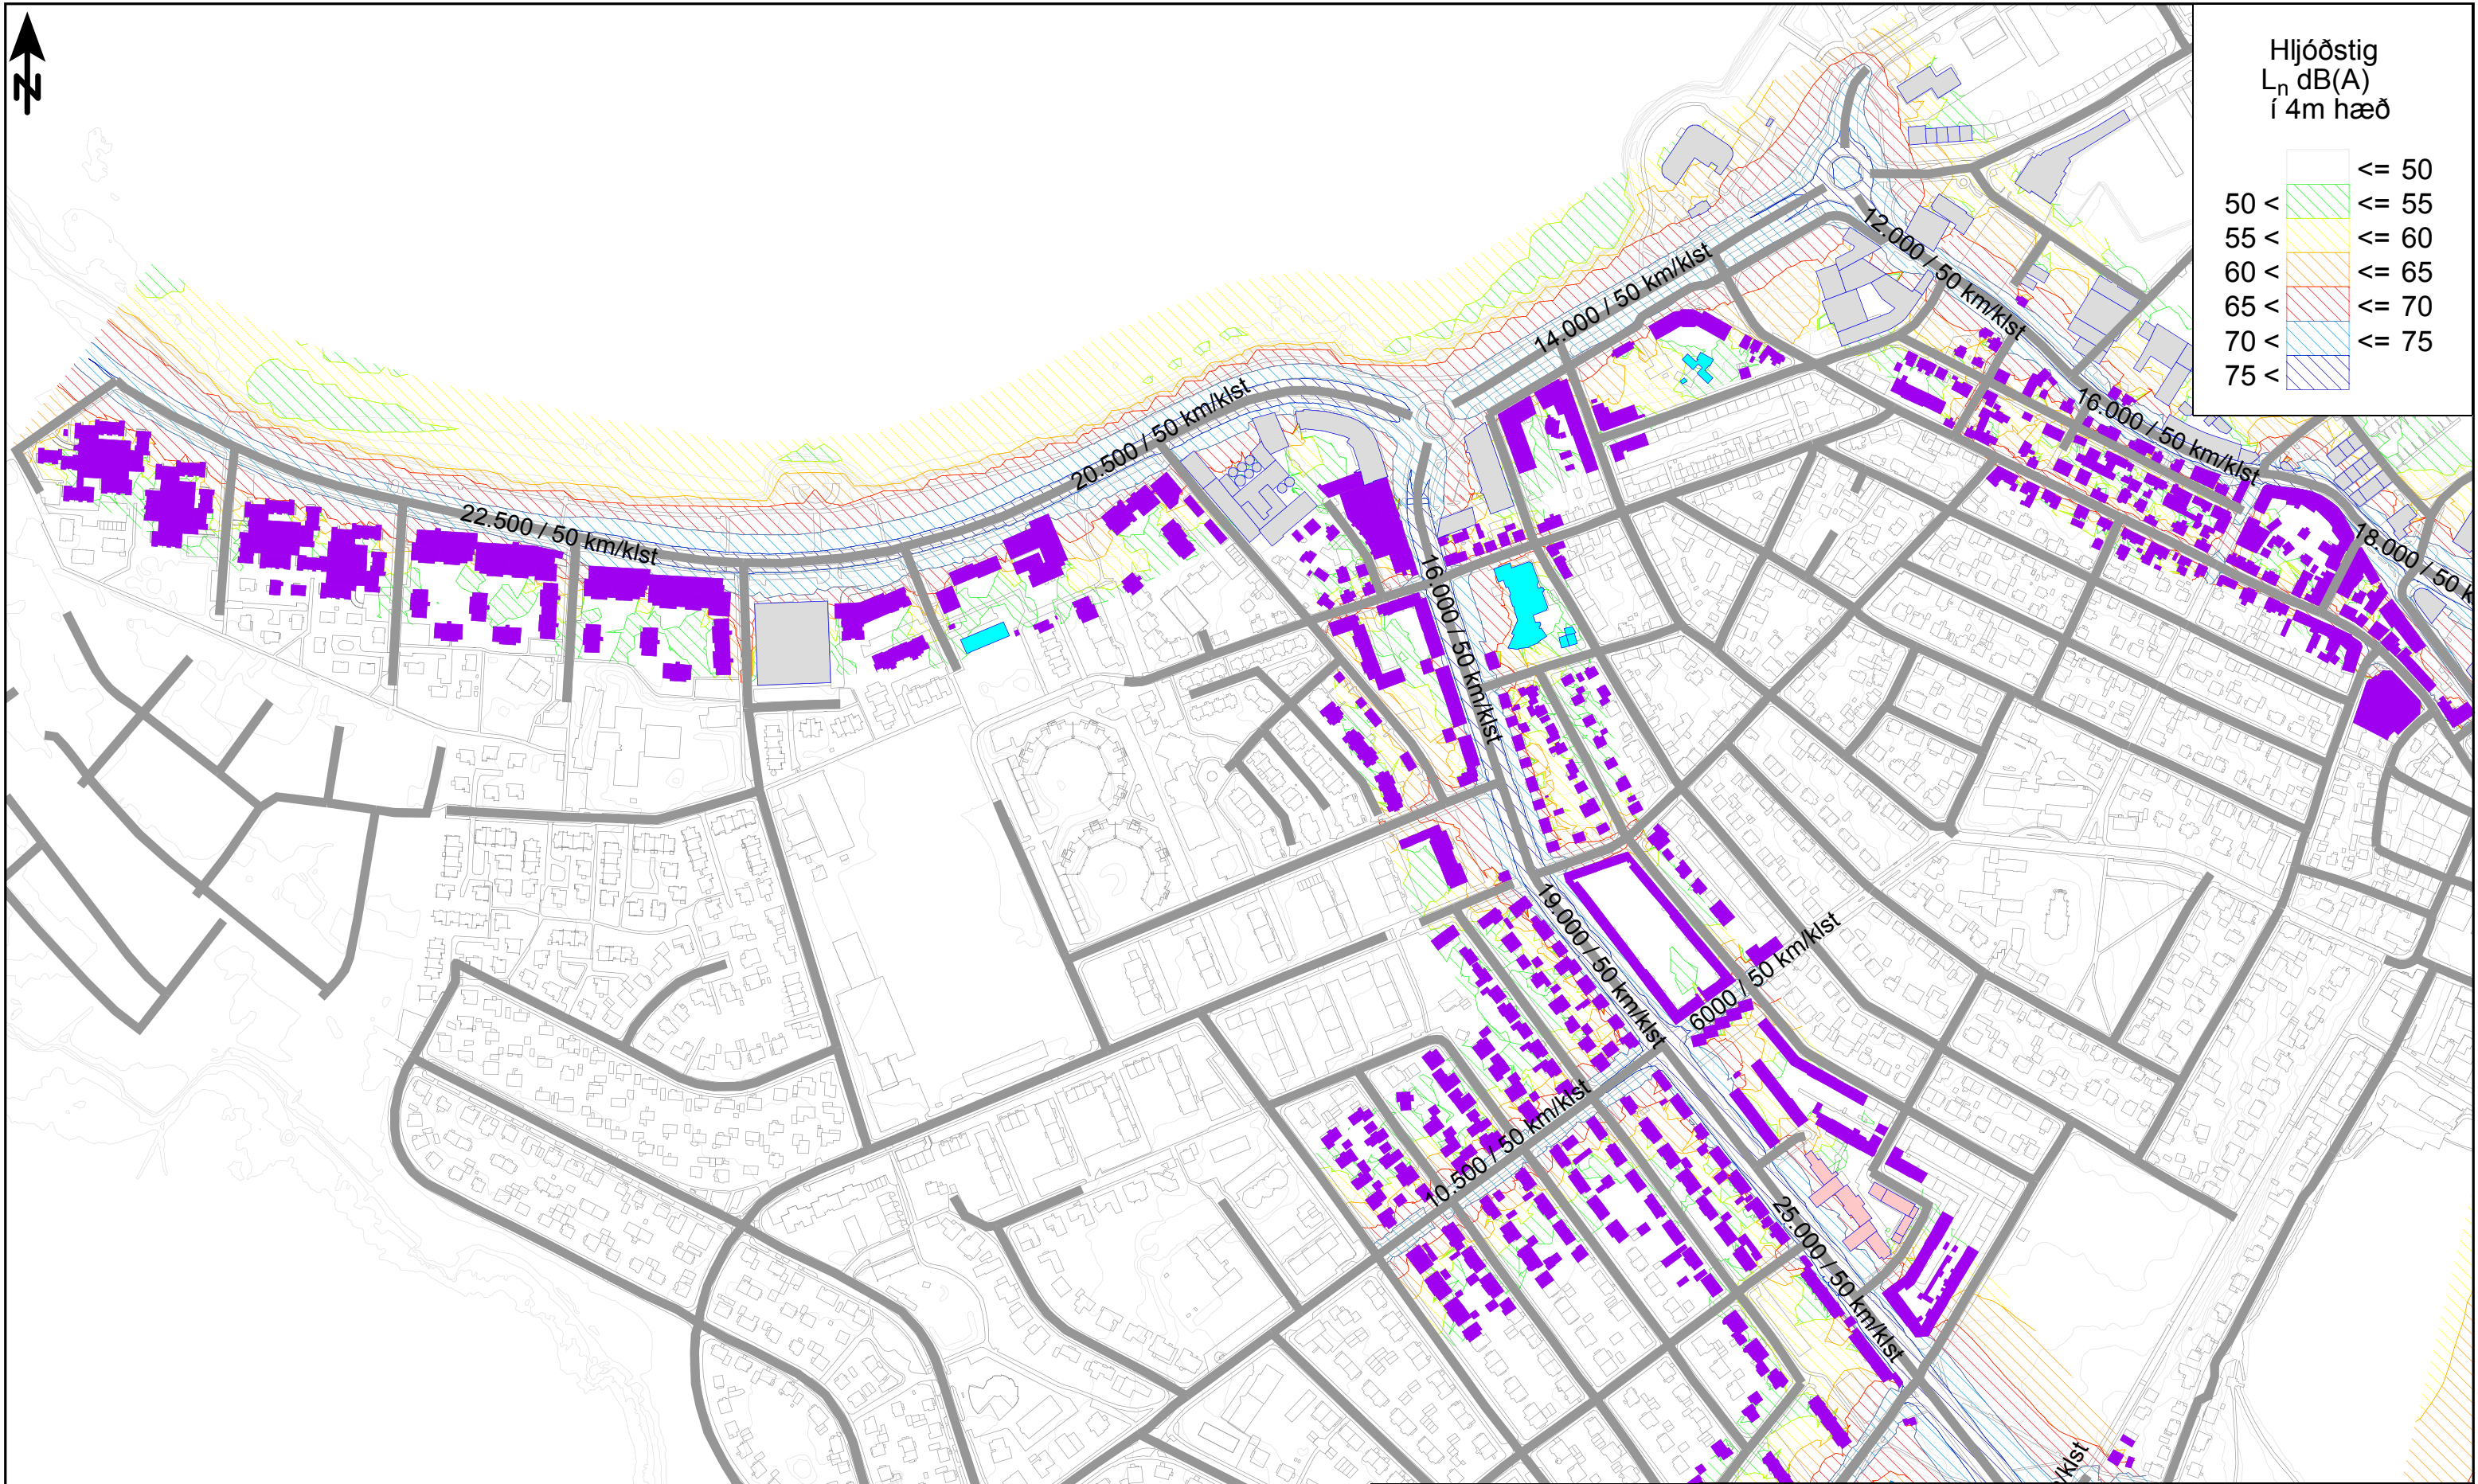 N
Hljóðstig
Ln dB(A)
í 4m hæð
<= 50
50 < <= 55
55 < <= 60
60 < <= 65
65 < <= 70
70 < <= 75
75 <
12.000 / 50 km/klst
14.000 / 50 km/klst
20.500 / 50 km/klst
16.000 / 50 km/klst
22.500 / 50 km/klst
18.000 / 50 k
16.000 / 50 km/klst
19.000 / 50 km/klst
6000 / 50 km/klst
10.500 / 50 km/klst
25.000 / 50 km/klst
/klst